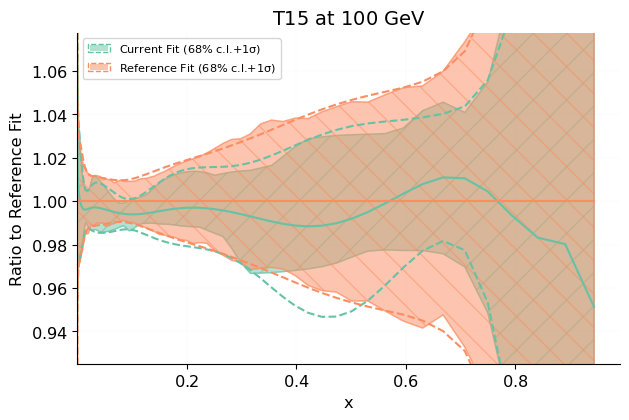 T15 at 100 GeV
Current Fit (68% c.l.+1σ)
Reference Fit (68% c.l.+1σ)
Ratio to Reference Fit
1.06
1.04
1.02
1.00
0.98
0.96
0.94
0.2
0.4
0.6
0.8
x